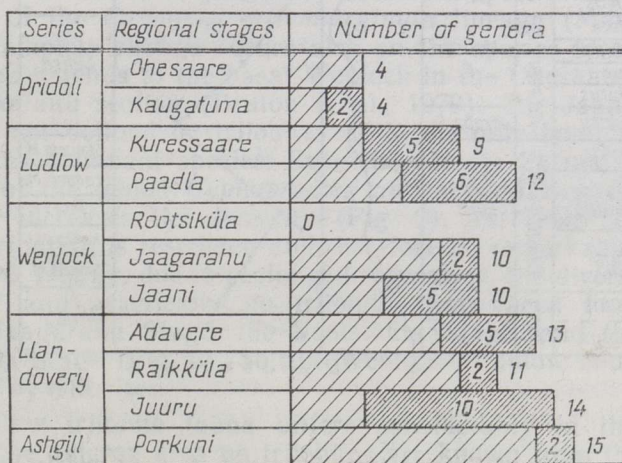 Series Regional stages Number of genera
Pridoli Ohesaare 4
Kaugatuma 2 4
Ludlow Kuressaare 5 9
Paadla 6 12
Wenlock Rootsiküla 0
Jaagarahu 2 10
Jaani 5 10
Llan-
dovery Adavere 5 13
Raikküla 2 11
Juuru 10 14
Ashgill Porkuni 2 15